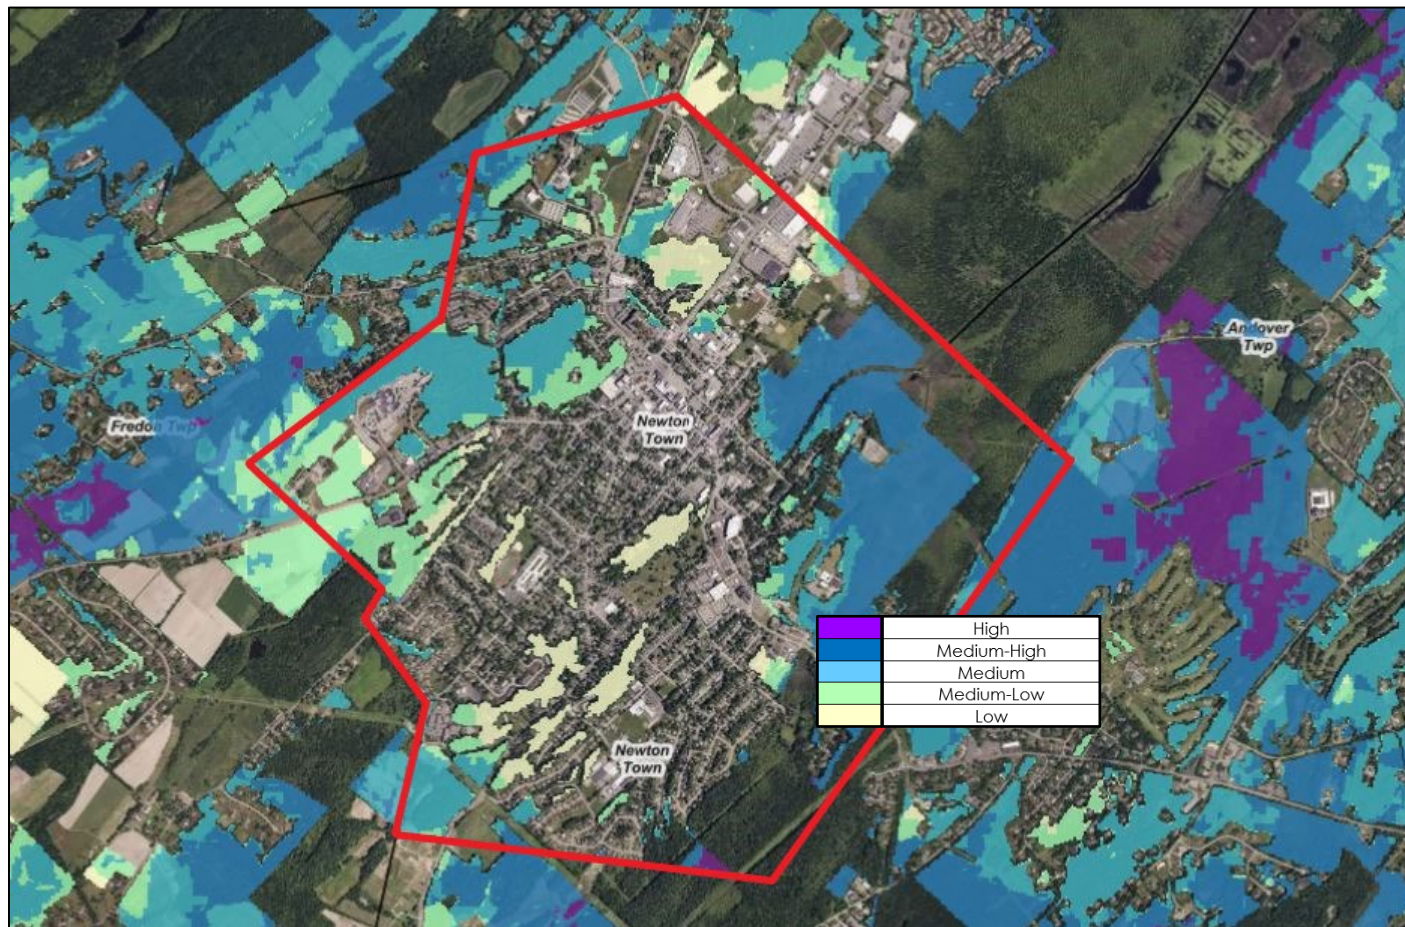 Andover
Twp
Fredon Twp
Newton
Town
High
Medium-High
Medium
Medium-Low
Low
Newton
Town